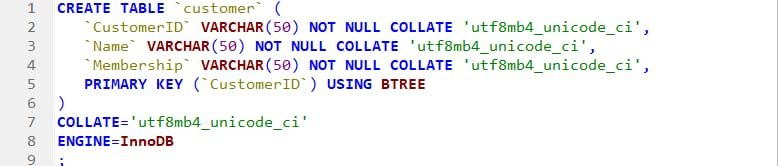 1 CREATE TABLE `customer` (
2 `CustomerID` VARCHAR(50) NOT NULL COLLATE 'utf8mb4_unicode_ci',
3 `Name` VARCHAR(50) NOT NULL COLLATE 'utf8mb4_unicode_ci',
4 `Membership` VARCHAR(50) NOT NULL COLLATE 'utf8mb4_unicode_ci',
5 PRIMARY KEY (`CustomerID`) USING BTREE
6 )
7 COLLATE='utf8mb4_unicode_ci'
8 ENGINE=InnoDB
9 ;